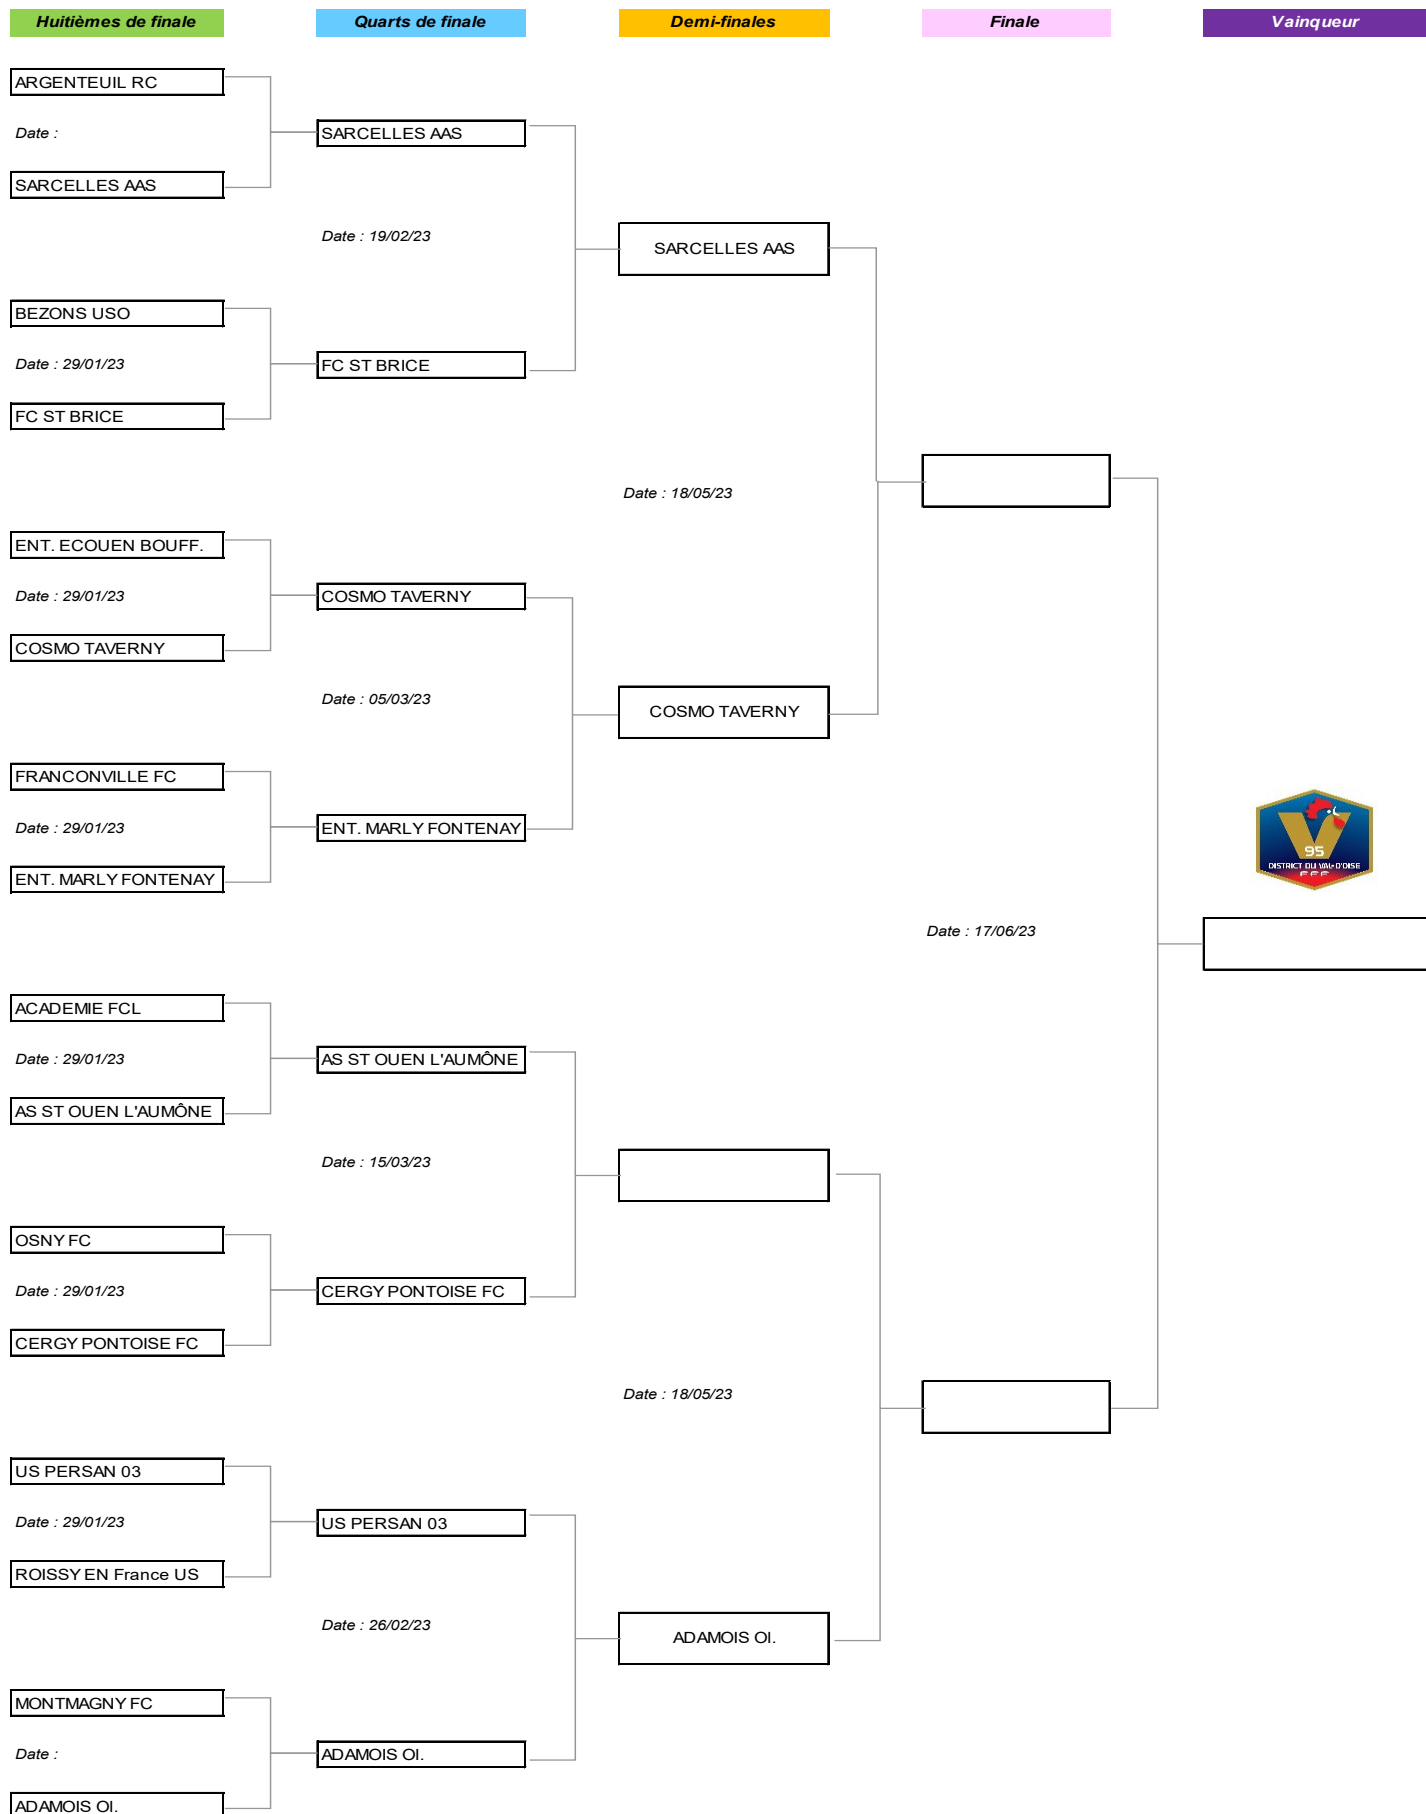 Huitièmes de finale
Quarts de finale
Demi-finales
Finale
Vainqueur
ARGENTEUIL RC
Date :
SARCELLES AAS
SARCELLES AAS
Date : 19/02/23
SARCELLES AAS
BEZONS USO
Date : 29/01/23
FC ST BRICE
FC ST BRICE
Date : 18/05/23
ENT. ECOUEN BOUFF.
Date : 29/01/23
COSMO TAVERNY
COSMO TAVERNY
Date : 05/03/23
COSMO TAVERNY
FRANCONVILLE FC
Date : 29/01/23
ENT. MARLY FONTENAY
ENT. MARLY FONTENAY
V
95
DISTRICT DU VAL-D'OISE
FFF
Date : 17/06/23
ACADEMIE FCL
Date : 29/01/23
AS ST OUEN L'AUMÔNE
AS ST OUEN L'AUMÔNE
Date : 15/03/23
OSNY FC
Date : 29/01/23
CERGY PONTOISE FC
CERGY PONTOISE FC
Date : 18/05/23
US PERSAN 03
Date : 29/01/23
US PERSAN 03
ROISSY EN France US
Date : 26/02/23
ADAMOIS Ol.
MONTMAGNY FC
Date :
ADAMOIS Ol.
ADAMOIS Ol.